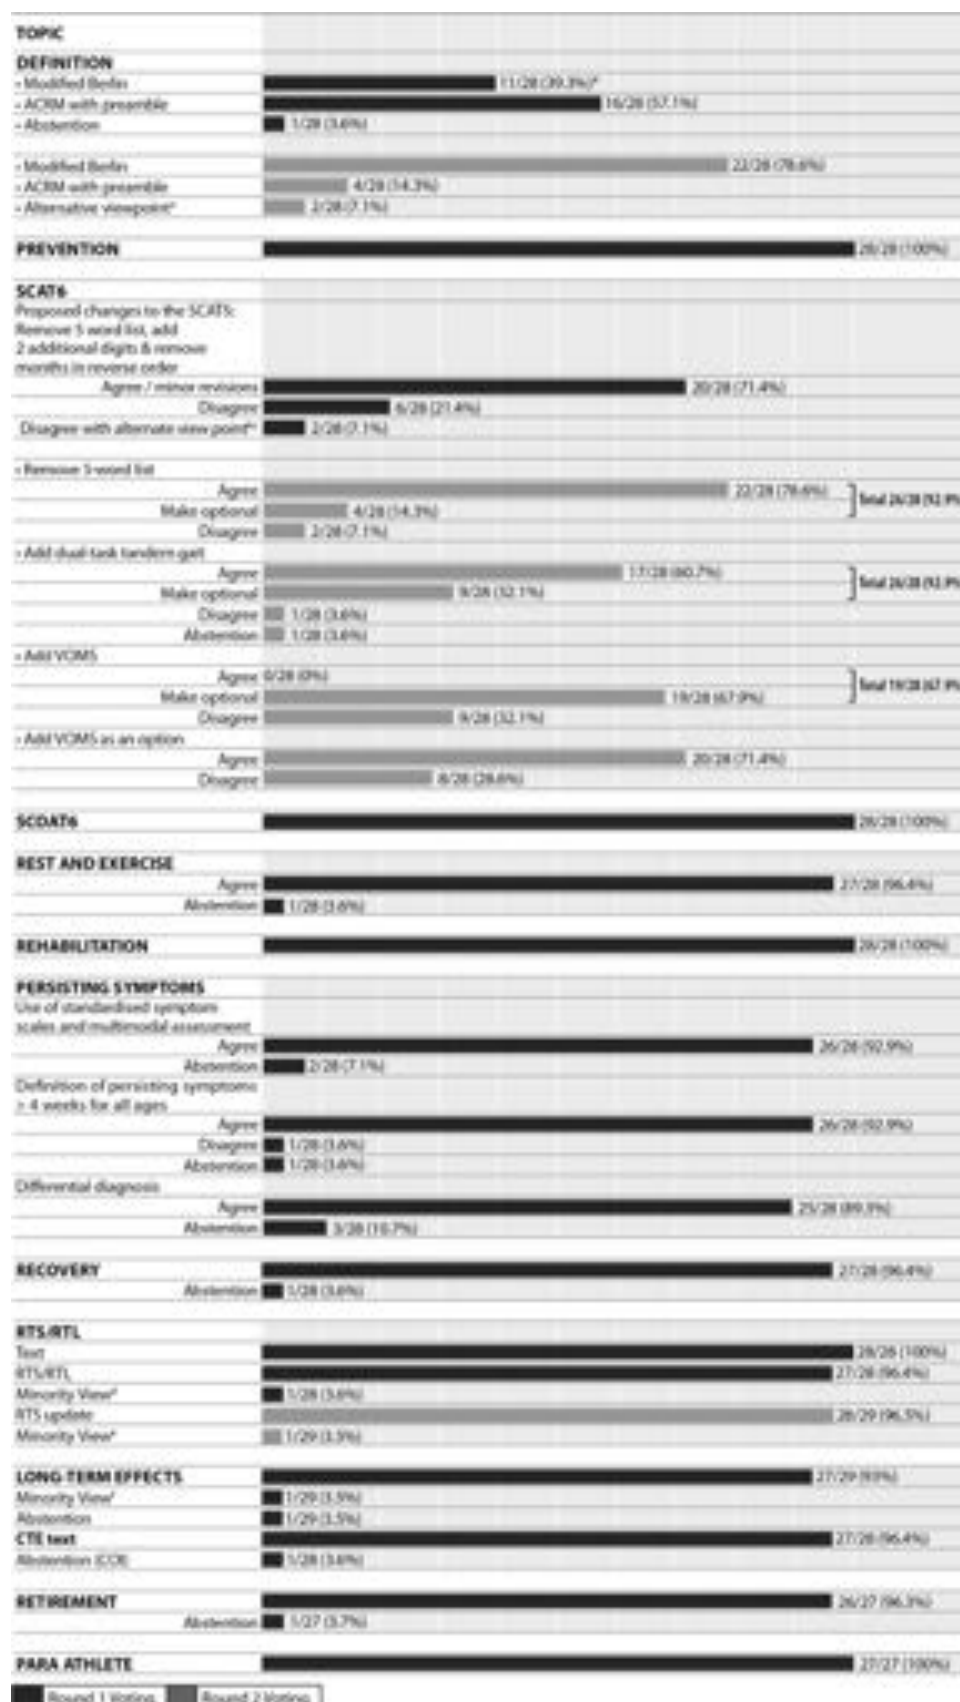 TOPIC
DEFINITION
- Modified Berlin 11/28 (39.3%)*
- ACRM with preamble 16/28 (57.1%)
- Abstention 1/28 (3.6%)
- Modified Berlin 22/28 (78.6%)
- ACRM with preamble 4/28 (14.3%)
- Alternative viewpoint 2/28 (7.1%)
PREVENTION 28/28 (100%)
SCAT6
Proposed changes to the SCAT5:
Remove 5 word list, add
2 additional digits & remove
months in reverse order
Agree / minor revisions 20/28 (71.4%)
Disagree 6/28 (21.4%)
Disagree with alternate view point 2/28 (7.1%)
- Remove 5-word list
Agree 22/28 (78.6%) Total 26/28 (92.9%
Make optional 4/28 (14.3%)
Disagree 2/28 (7.1%)
- Add dual-task tandem gait
Agree 17/28 (60.7%) Total 26/28 (92.9%
Make optional 9/28 (32.1%)
Disagree 1/28 (3.6%)
Abstention 1/28 (3.6%)
- Add VOMS
Agree 0/28 (0%) Total 19/28 (67.9%
Make optional 19/28 (67.9%)
Disagree 9/28 (32.1%)
- Add VOMS as an option
Agree 20/28 (71.4%)
Disagree 8/28 (28.6%)
SCOAT6 28/28 (100%)
REST AND EXERCISE
Agree 27/28 (96.4%)
Abstention 1/28 (3.6%)
REHABILITATION 28/28 (100%)
PERSISTING SYMPTOMS
Use of standardised symptom
scales and multimodal assessment
Agree 26/28 (92.9%)
Abstention 2/28 (7.1%)
Definition of persisting symptoms
> 4 weeks for all ages
Agree 26/28 (92.9%)
Disagree 1/28 (3.6%)
Abstention 1/28 (3.6%)
Differential diagnosis
Agree 25/28 (89.3%)
Abstention 3/28 (10.7%)
RECOVERY 27/28 (96.4%)
Abstention 1/28 (3.6%)
RTS/RTL
Text 28/28 (100%)
RTS/RTL 27/28 (96.4%)
Minority View 1/28 (3.6%)
RTS update 28/29 (96.5%)
Minority View 1/29 (3.5%)
LONG TERM EFFECTS 27/29 (93%)
Minority View 1/29 (3.5%)
Abstention 1/29 (3.5%)
CTE text 27/28 (96.4%)
Abstention (COI) 1/28 (3.6%)
RETIREMENT 26/27 (96.3%)
Abstention 1/27 (3.7%)
PARA ATHLETE 27/27 (100%)
Round 1 Voting Round 2 Voting